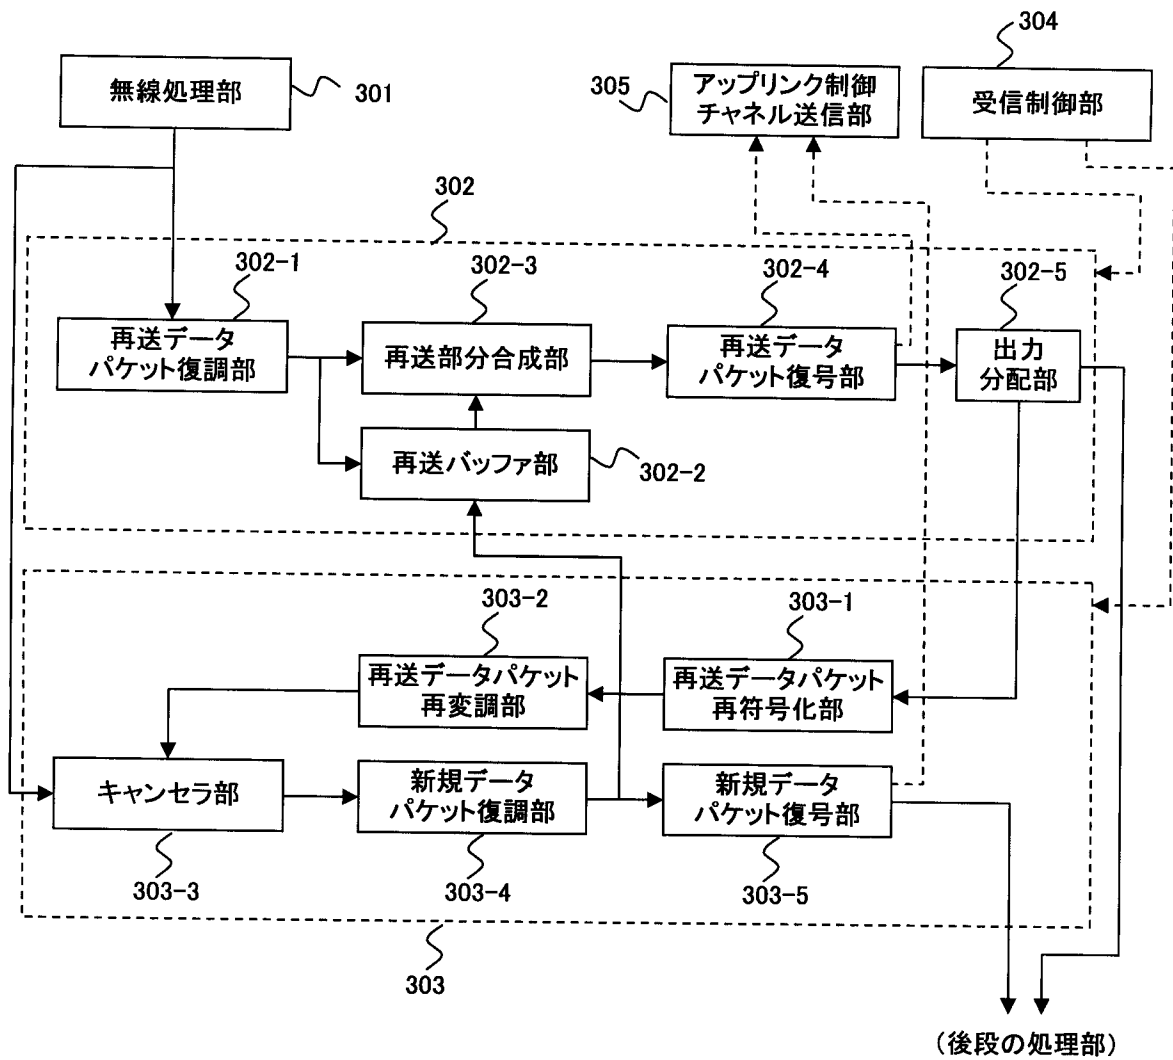 304
無線処理部
301
305
アップリンク制御
チャネル送信部
受信制御部
302
302-1
302-3
302-4
302-5
再送データ
パケット復調部
再送部分合成部
再送データ
パケット復号部
出力
分配部
再送バッファ部
302-2
303-2
303-1
再送データパケット
再変調部
再送データパケット
再符号化部
キャンセラ部
新規データ
パケット復調部
新規データ
パケット復号部
303-3
303-4
303-5
303
(後段の処理部)